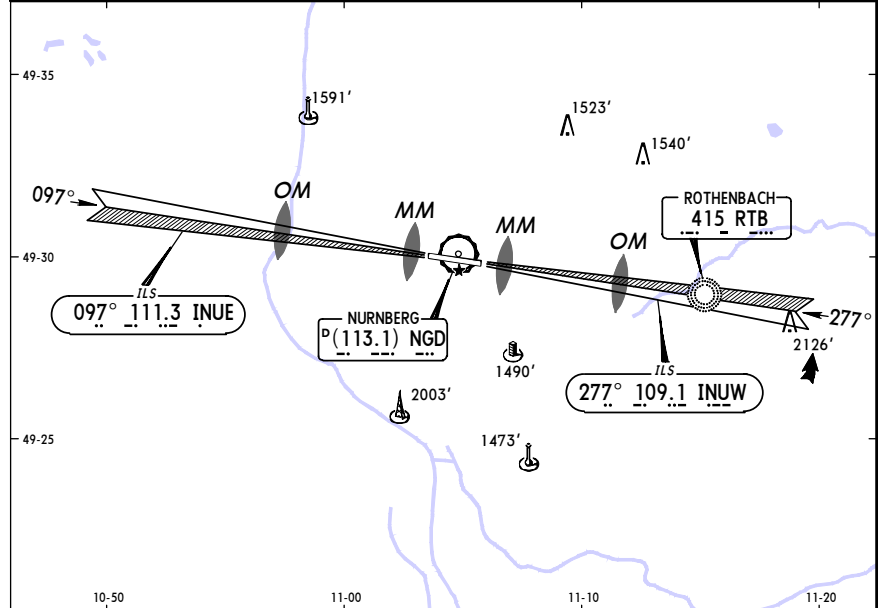 49-35
1591'
1523'
1540'
097°
OM
MM
MM
OM
ROTHENBACH
415 RTB
49-30
ILS
097° 111.3 INUE
NURNBERG
D(113.1) NGD
277°
2126'
1490'
ILS
277° 109.1 INUW
2003'
49-25
1473'
10-50
11-00
11-10
11-20